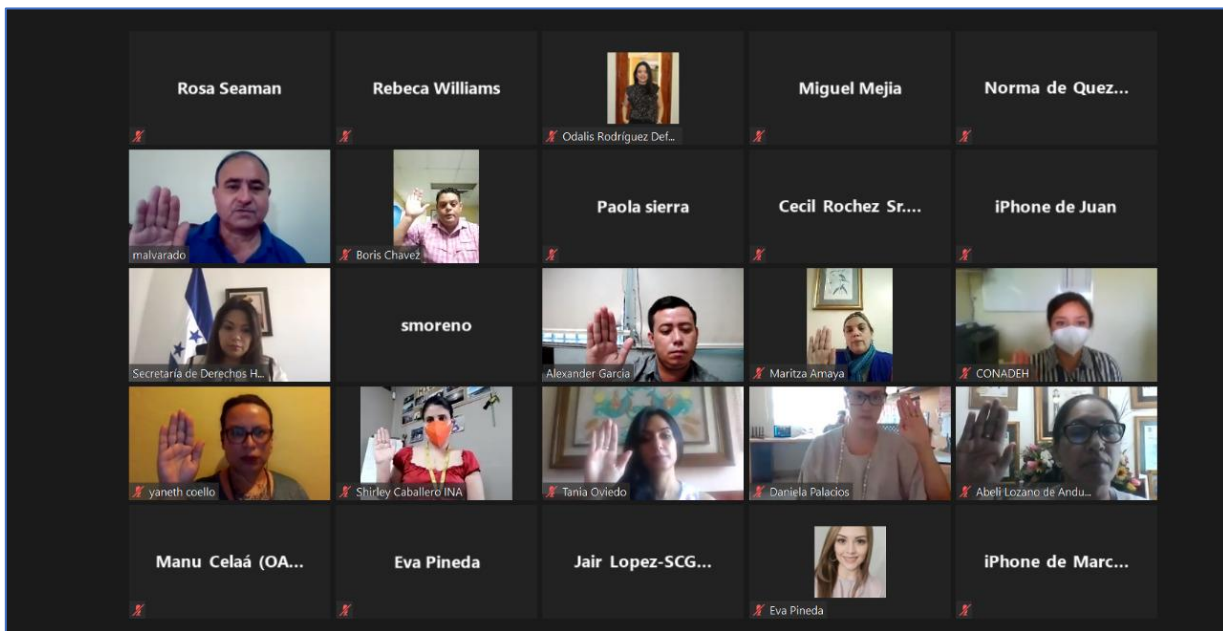 Rosa Seaman
Rebeca Williams
Odalis Rodríguez Def...
Miguel Mejia
Norma de Quez...
malvarado
Boris Chavez
Paola sierra
Cecil Rochez Sr....
iPhone de Juan
Secretaría de Derechos H...
smoreno
Alexander Garcia
Maritza Amaya
CONADEH
yaneth coello
Shirley Caballero INA
Tania Oviedo
Daniela Palacios
Abeli Lozano de Andu...
Manu Celaá (OA...
Eva Pineda
Jair Lopez-SCG...
Eva Pineda
iPhone de Marc...